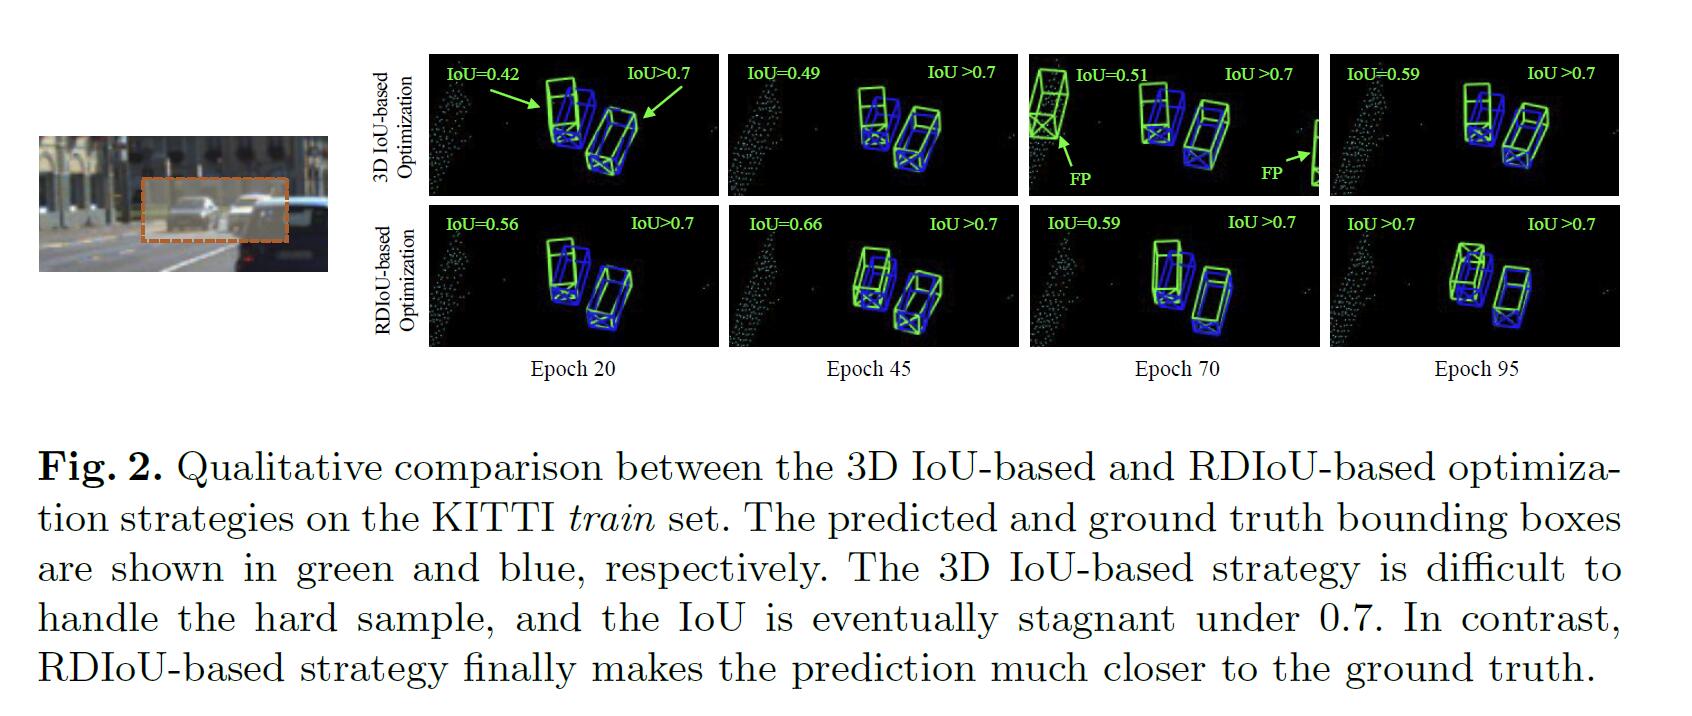 3D IoU-based
Optimization
IoU=0.42
IoU>0.7
IoU=0.49
IoU >0.7
IoU=0.51
IoU >0.7
FP
FP
IoU=0.59
IoU >0.7
RDIoU-based
Optimization
IoU=0.56
IoU>0.7
IoU=0.66
IoU >0.7
IoU=0.59
IoU >0.7
IoU >0.7
IoU >0.7
Epoch 20
Epoch 45
Epoch 70
Epoch 95
Fig. 2. Qualitative comparison between the 3D IoU-based and RDIoU-based optimiza-
tion strategies on the KITTI train set. The predicted and ground truth bounding boxes
are shown in green and blue, respectively. The 3D IoU-based strategy is difficult to
handle the hard sample, and the IoU is eventually stagnant under 0.7. In contrast,
RDIoU-based strategy finally makes the prediction much closer to the ground truth.